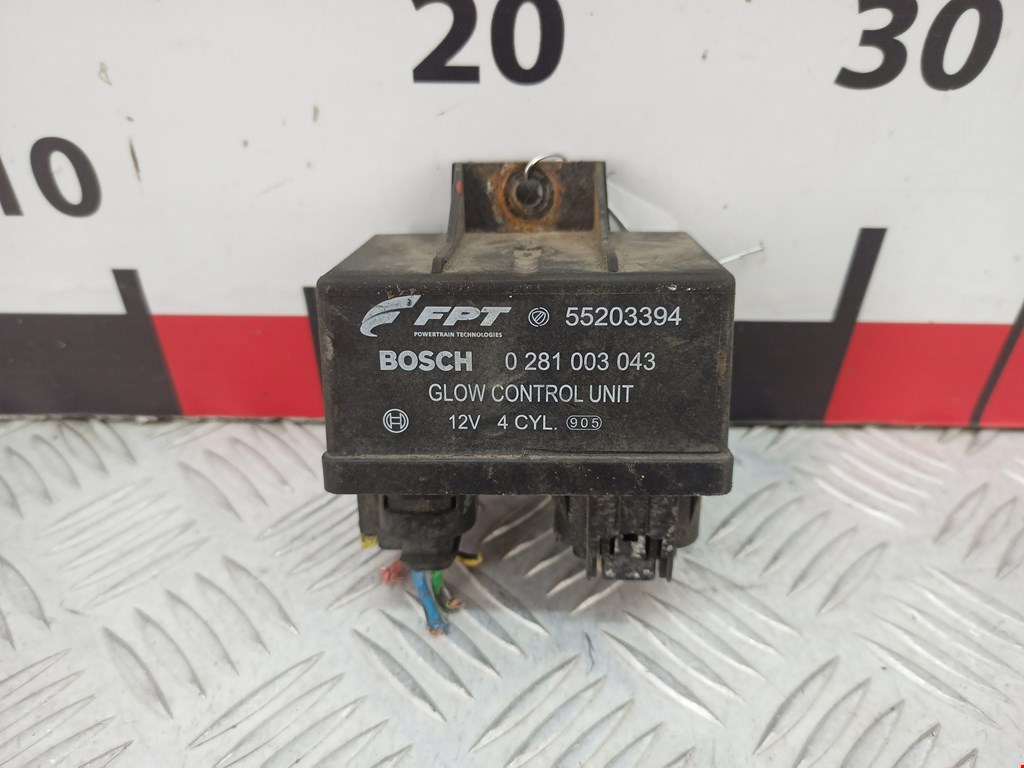 10 20 30
FPT 55203394
POWERTRAIN TECHNOLOGIES
BOSCH 0 281 003 043
GLOW CONTROL UNIT
12V 4 CYL. 905